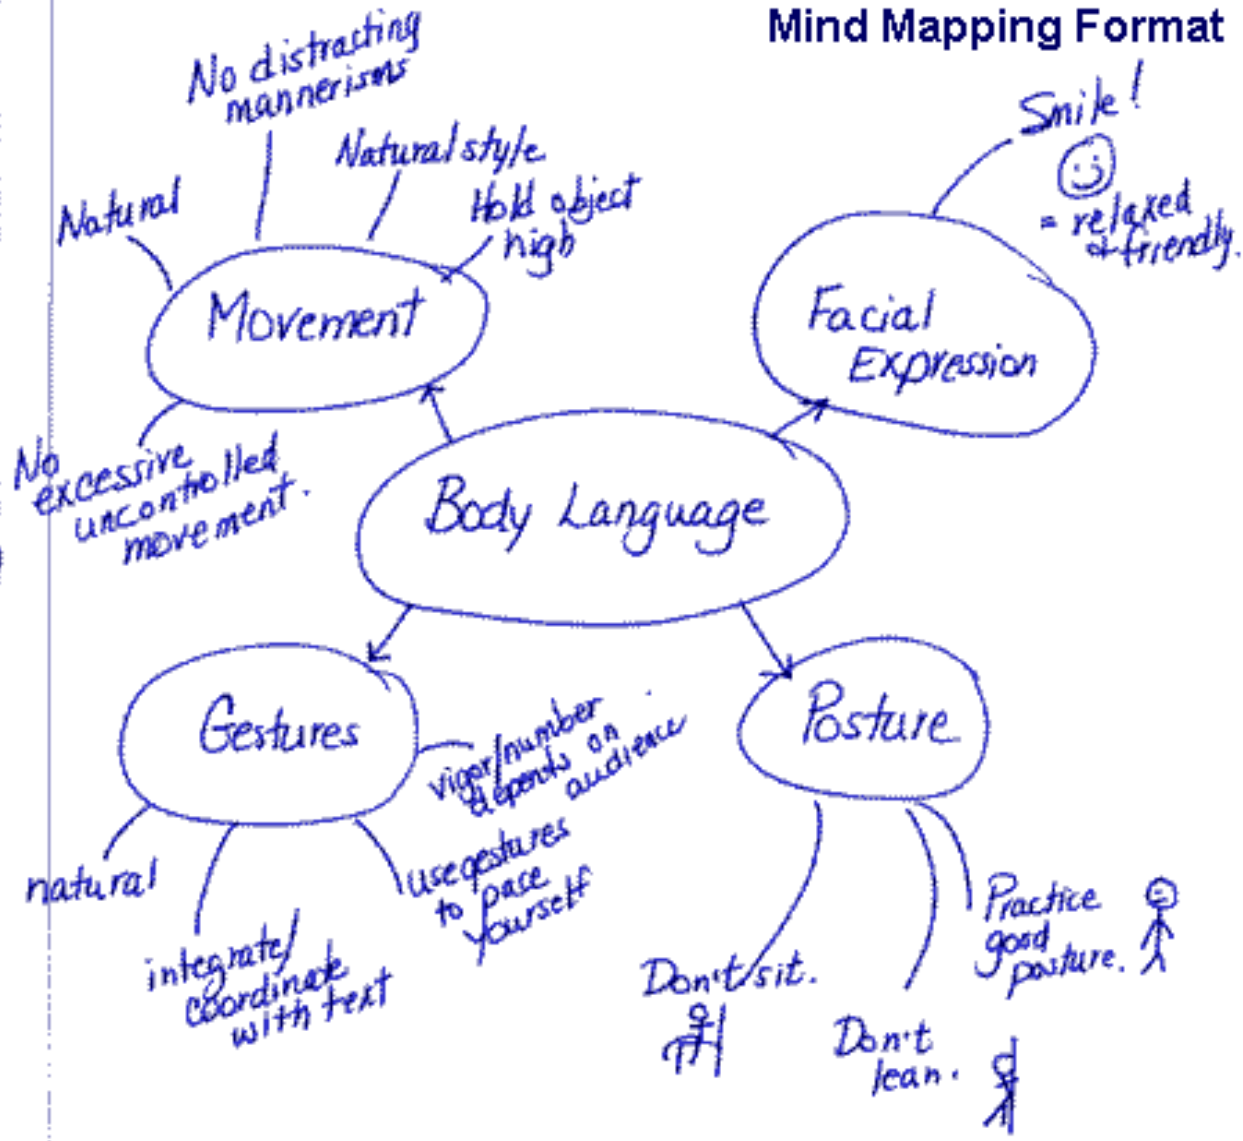 Mind Mapping Format
No distracting
mannerisms
Natural style
Natural
Hold object
high
Movement
No
excessive
uncontrolled
movement.
Smile!
= relaxed
& friendly.
Facial
Expression
Body Language
Gestures
vigor/number
depends on
audience
use gestures
to pace
yourself
natural
integrate/
coordinate
with text
Posture
Don't sit.
Don't
lean.
Practice
good
posture.